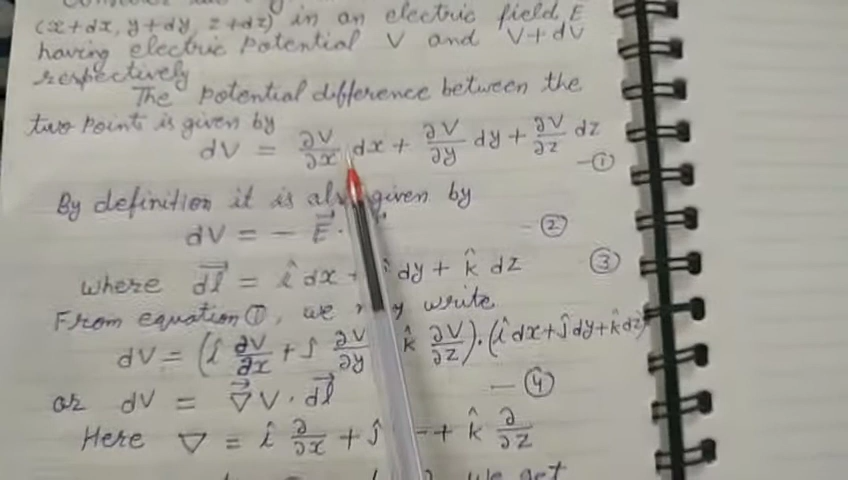 (x+dx, y+dy, z+dz) in an electric field E
having electric potential V and V+dV
respectively
The potential difference between the
two points is given by
dV = ∂V/∂x dx + ∂V/∂y dy + ∂V/∂z dz —①
By definition it is also given by
dV = − E⃗ · —②
where d⃗l = î dx + dy + k̂ dz ③
From equation ①, we may write
dV = (î ∂V/∂x + ĵ ∂V/∂y k̂ ∂V/∂z) · (î dx + ĵ dy + k̂ dz)
or dV = ∇⃗V · d⃗l —④
Here ∇ = î ∂/∂x + ĵ + k̂ ∂/∂z
we get